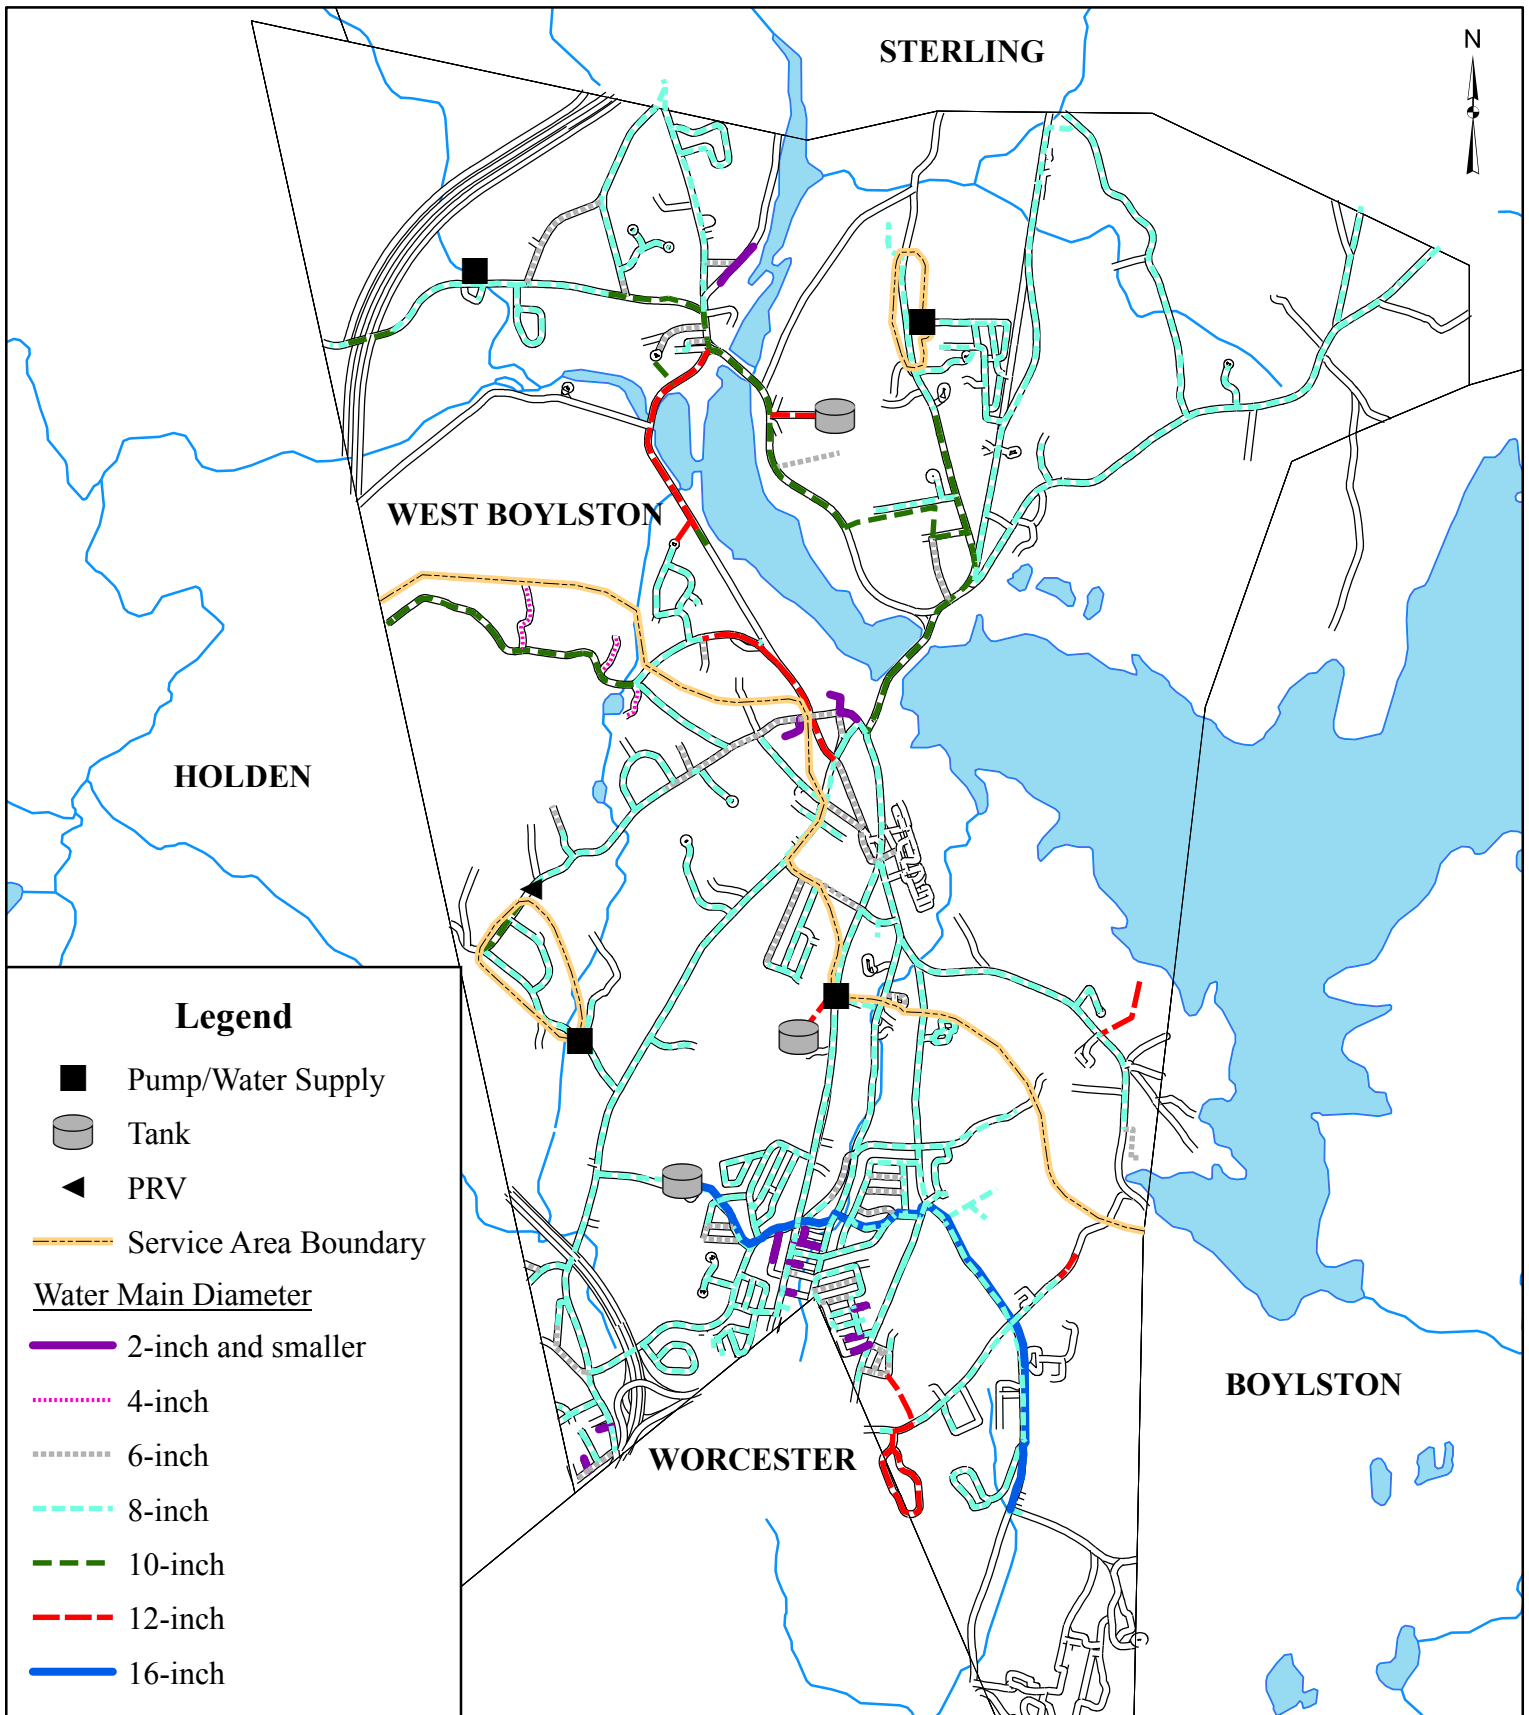 STERLING
N
WEST BOYLSTON
HOLDEN
Legend
Pump/Water Supply
Tank
PRV
Service Area Boundary
Water Main Diameter
2-inch and smaller
4-inch
6-inch
8-inch
10-inch
12-inch
16-inch
BOYLSTON
WORCESTER